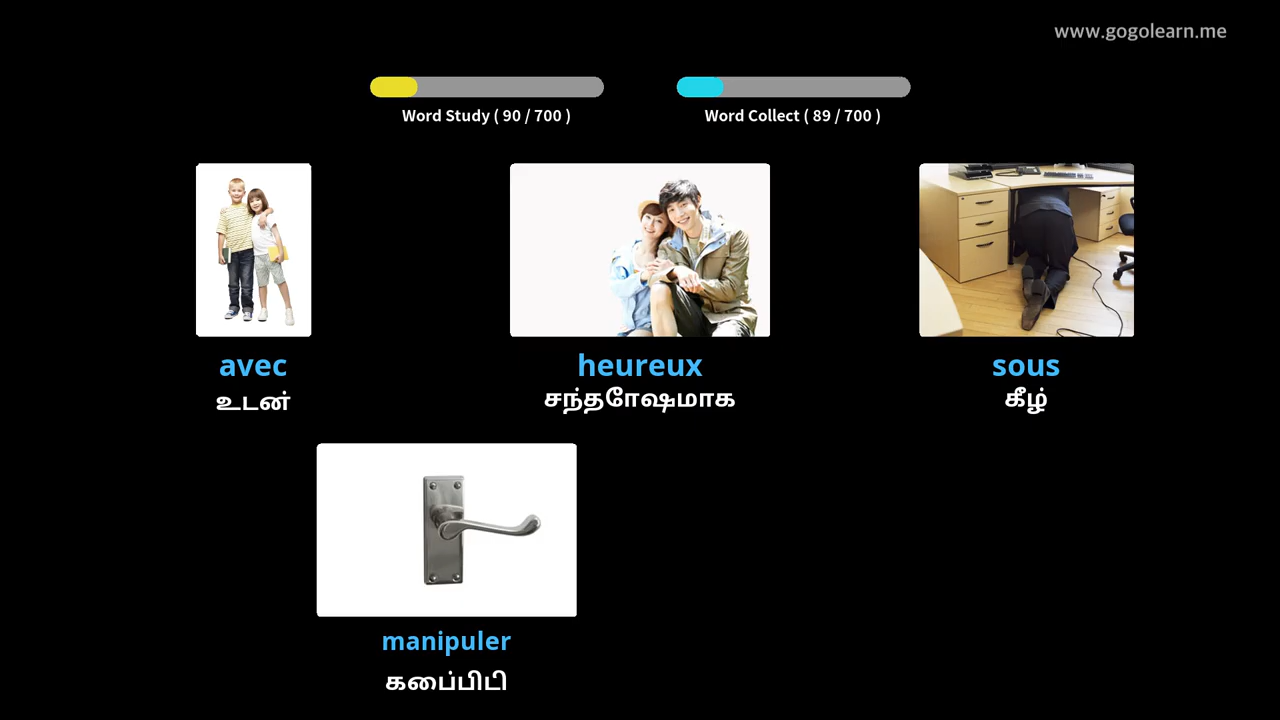 www.gogolearn.me
Word Study ( 90 / 700 )
Word Collect ( 89 / 700 )
avec
உடன்
heureux
சந்தோஷமாக
sous
கீழ்
manipuler
கைப்பிடி